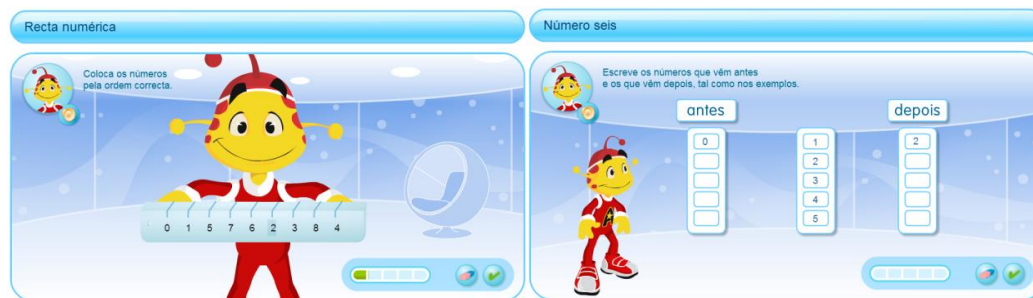 Recta numérica
Coloca os números
pela ordem correcta.
0 1 5 7 6 2 3 8 4
Número seis
Escreve os números que vêm antes
e os que vêm depois, tal como nos exemplos.
antes depois
0 1 2
2
3
4
5
A